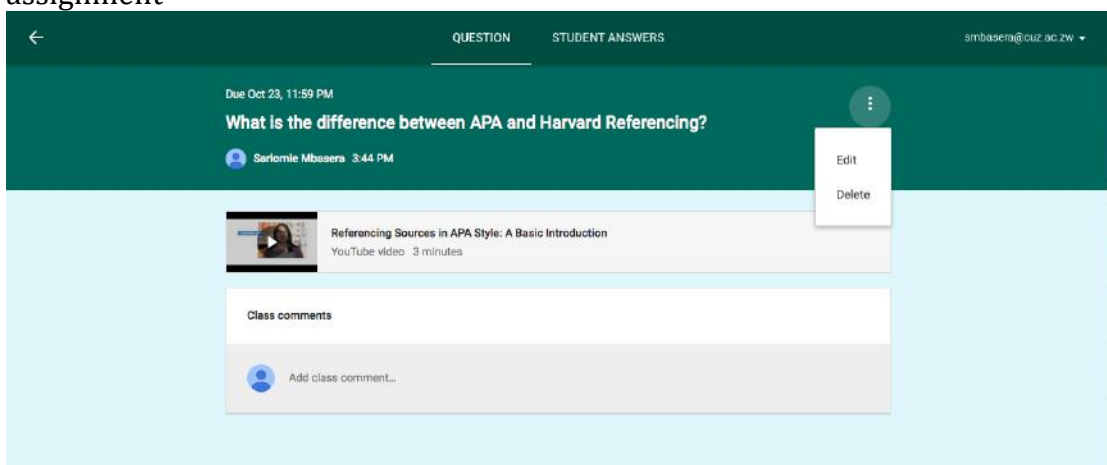 assignment
QUESTION STUDENT ANSWERS smbasera@cuz.ac.zw
Due Oct 23, 11:59 PM
What is the difference between APA and Harvard Referencing?
Sarlomie Mbasera 3:44 PM
Edit
Delete
Referencing Sources in APA Style: A Basic Introduction
YouTube video 3 minutes
Class comments
Add class comment...